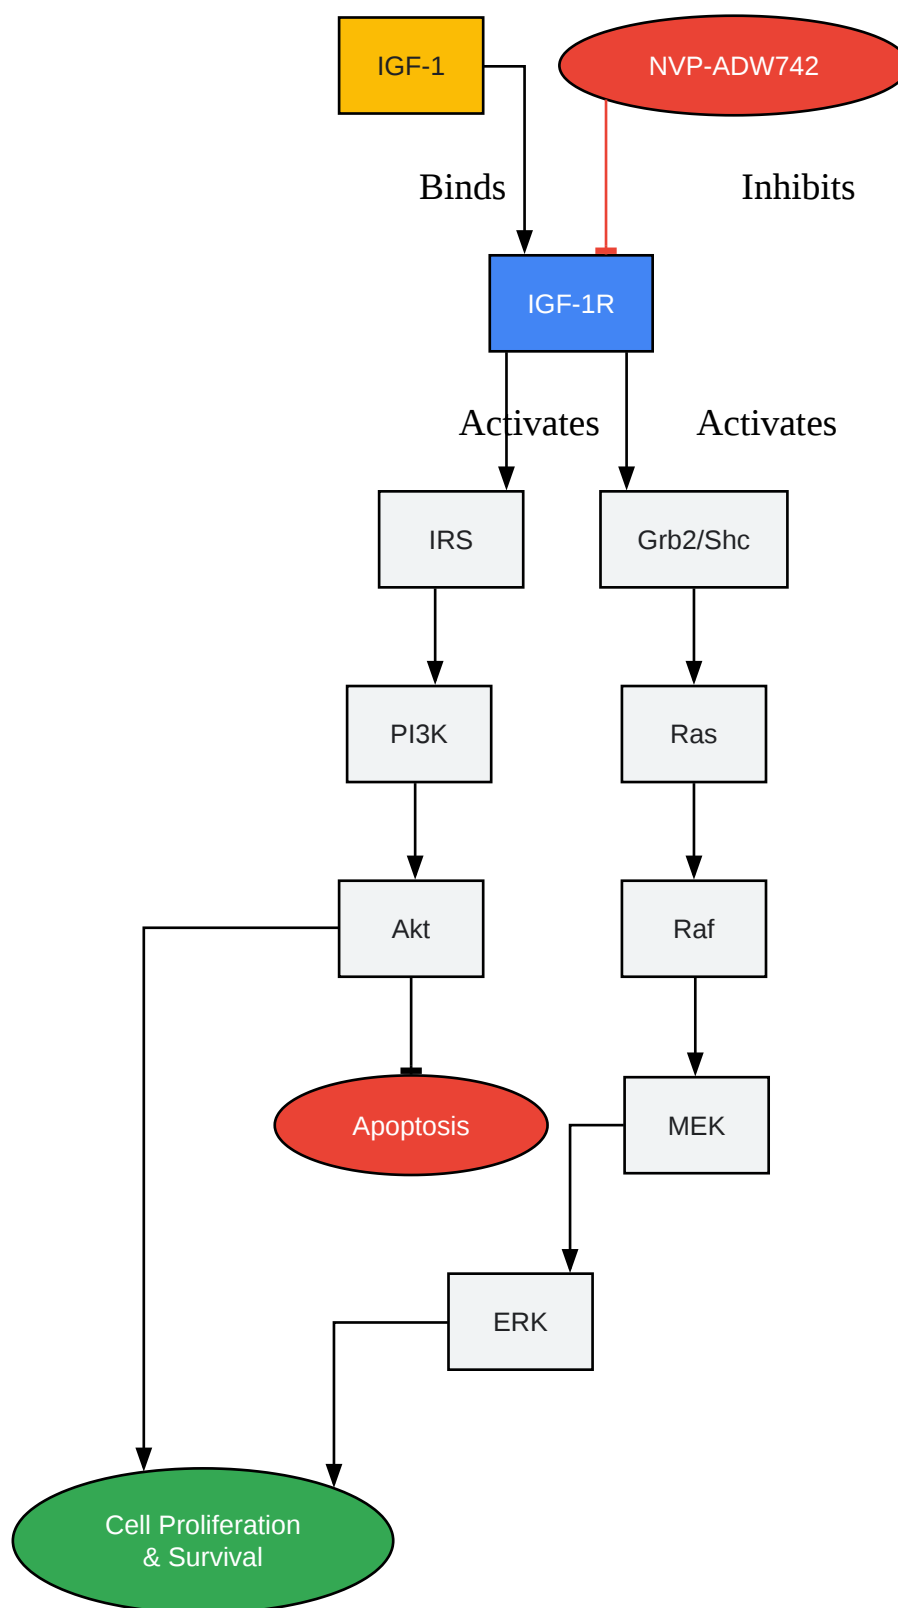 IGF-1
NVP-ADW742
Binds
Inhibits
IGF-1R
Activates
Activates
IRS
Grb2/Shc
PI3K
Ras
Akt
Raf
Apoptosis
MEK
ERK
Cell Proliferation
& Survival